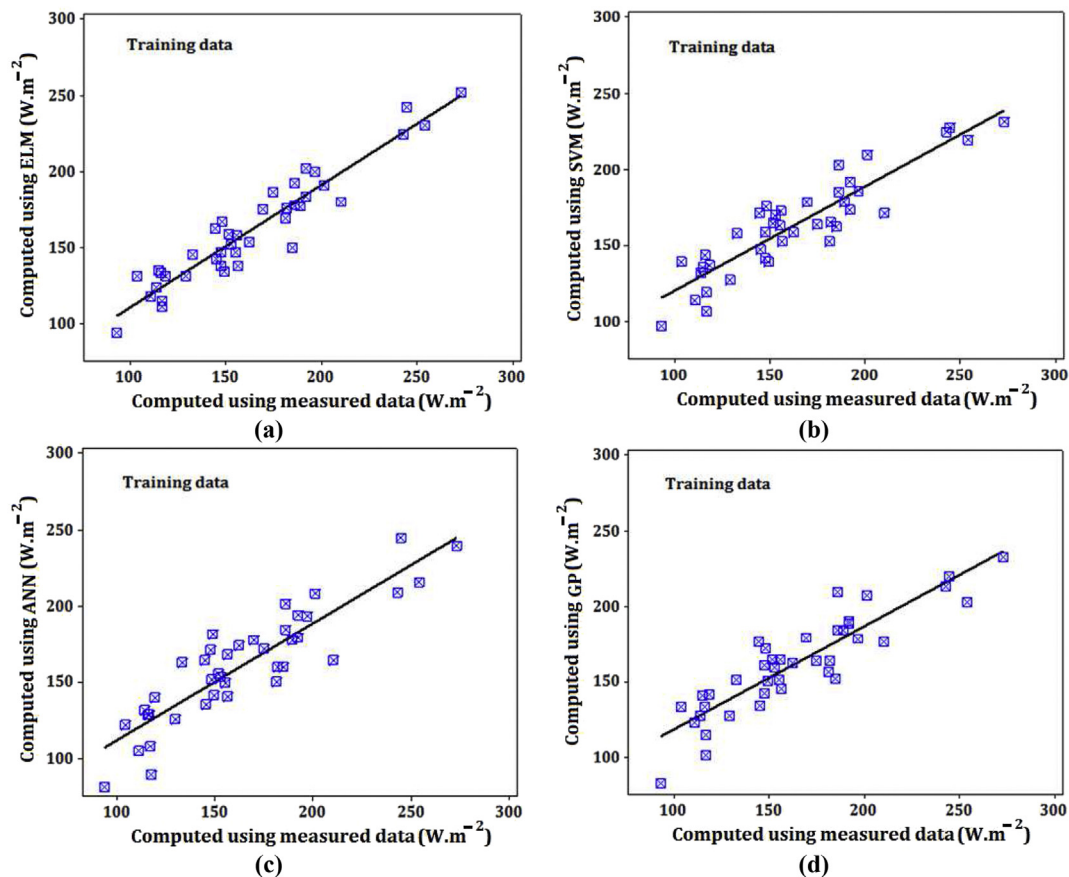 300
250
200
150
100
Computed using ELM (W.m⁻²)
Training data
100 150 200 250 300
Computed using measured data (W.m⁻²)
(a)
300
250
200
150
100
Computed using SVM (W.m⁻²)
Training data
100 150 200 250 300
Computed using measured data (W.m⁻²)
(b)
300
250
200
150
100
Computed using ANN (W.m⁻²)
Training data
100 150 200 250 300
Computed using measured data (W.m⁻²)
(c)
300
250
200
150
100
Computed using GP (W.m⁻²)
Training data
100 150 200 250 300
Computed using measured data (W.m⁻²)
(d)